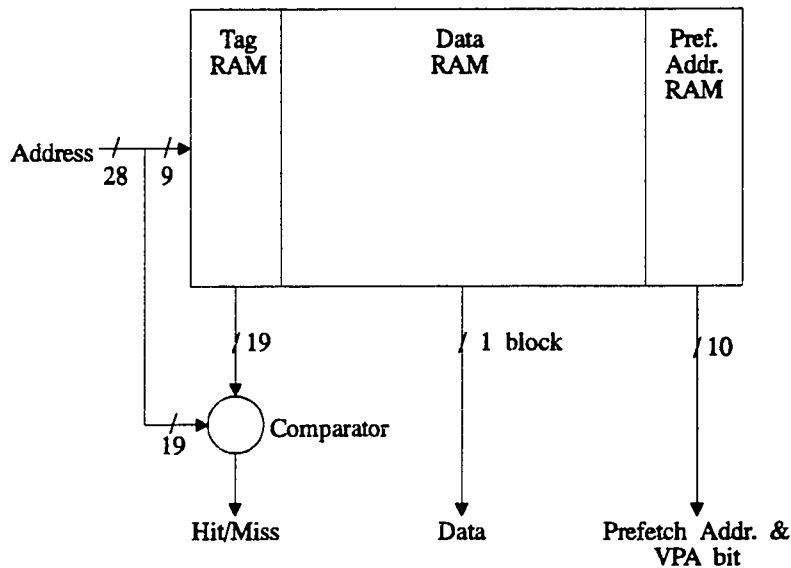 Tag
RAM
Data
RAM
Pref.
Addr.
RAM
Address
28
9
19
1 block
10
19
Comparator
Hit/Miss
Data
Prefetch Addr. &
VPA bit